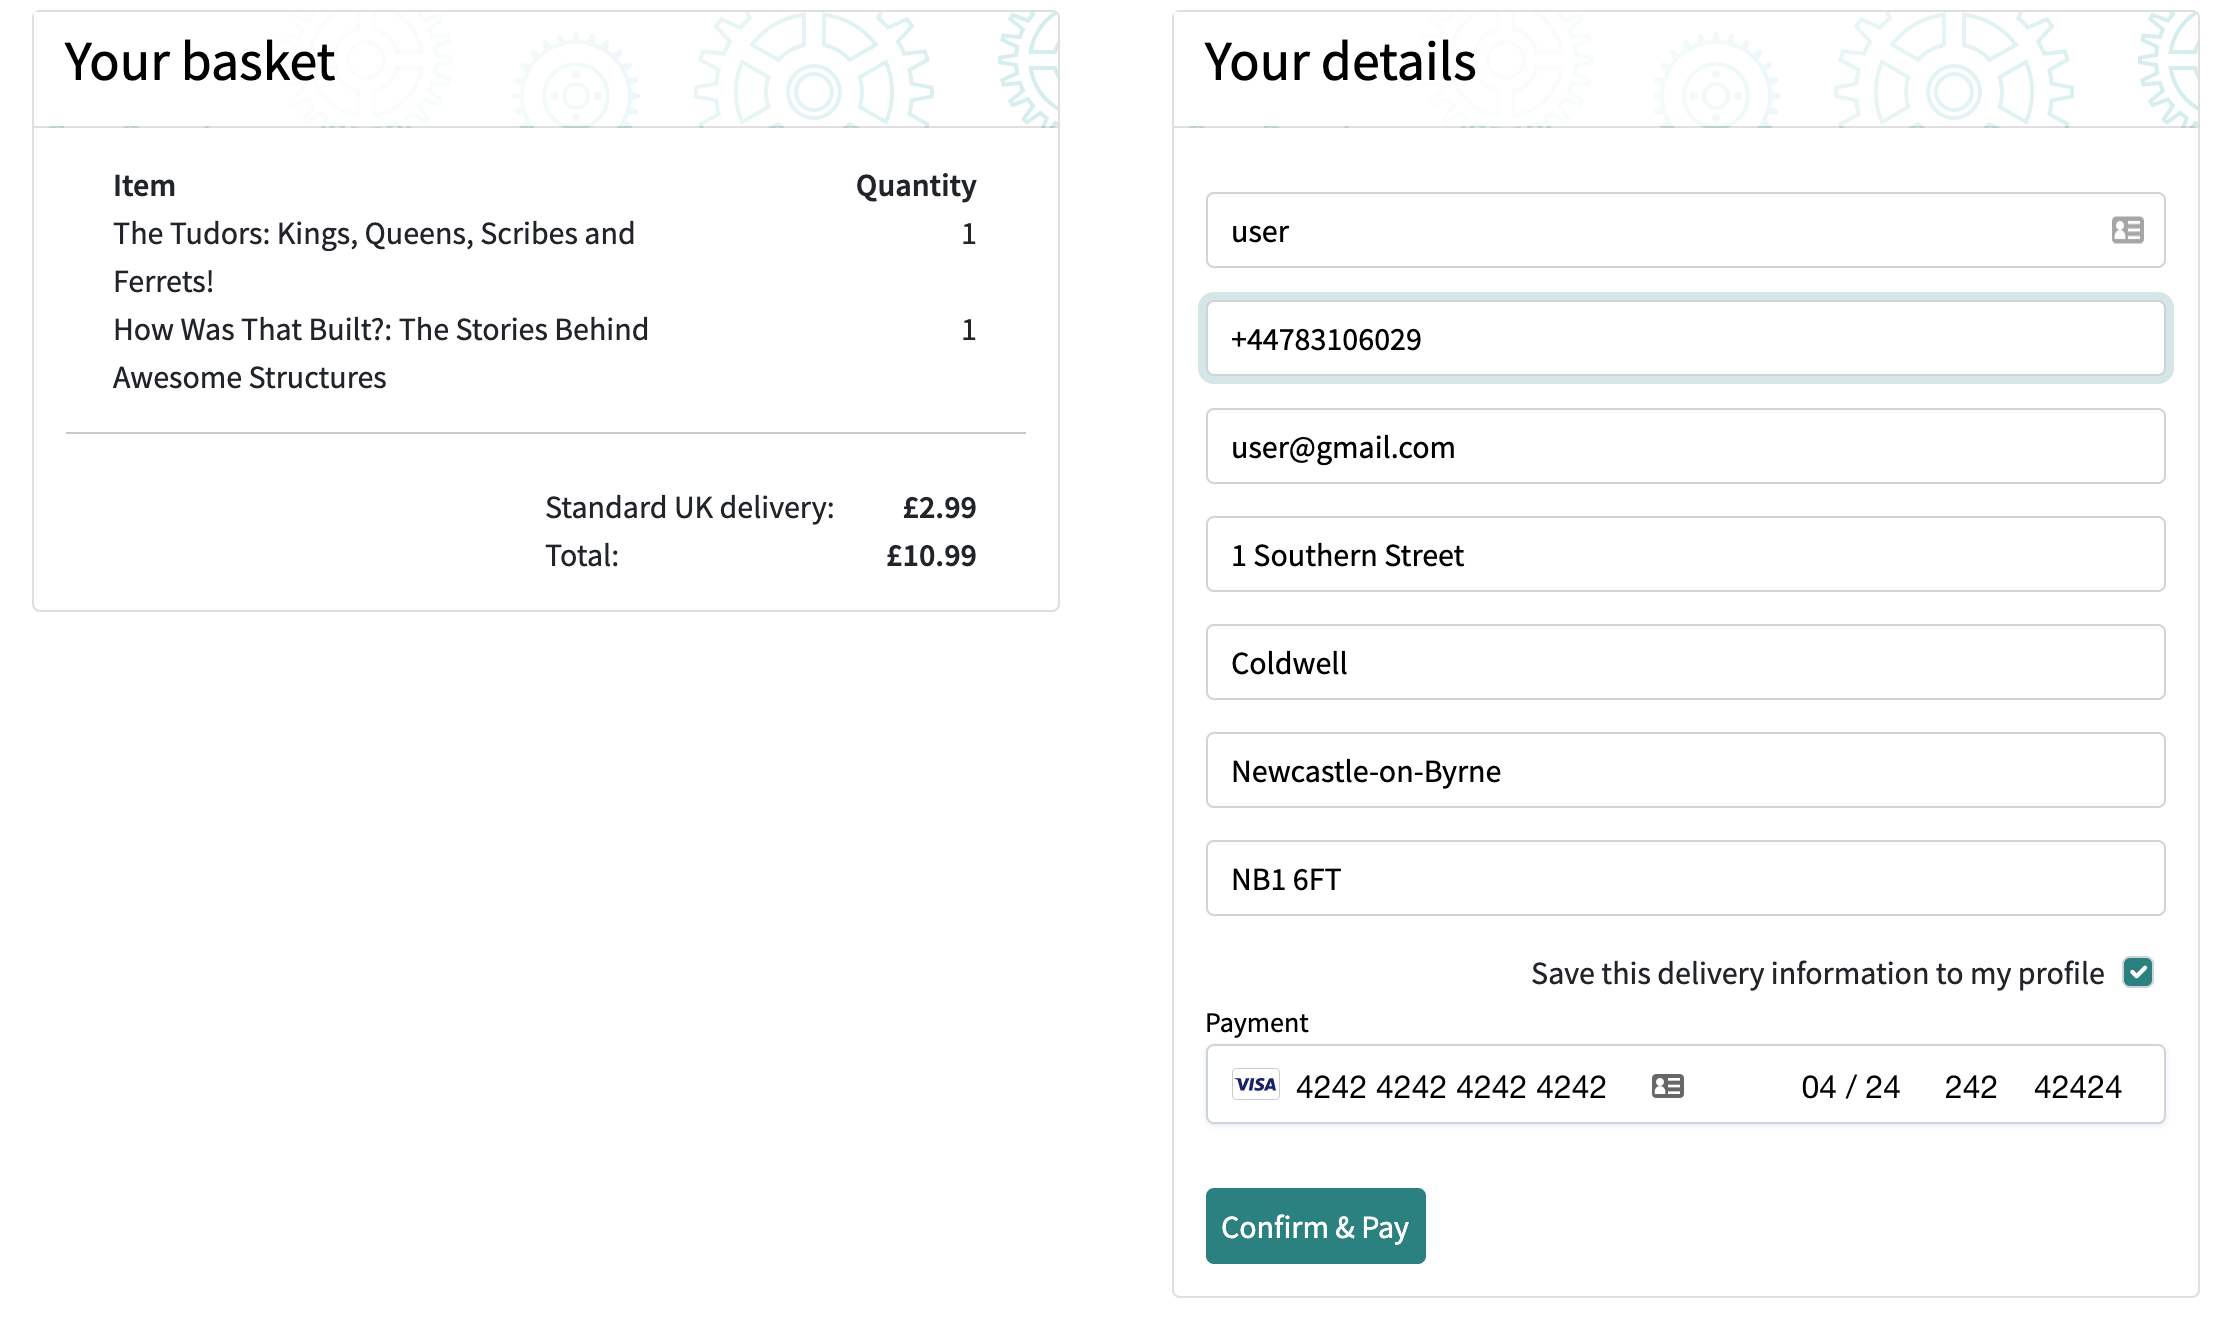 Your basket
Item Quantity
The Tudors: Kings, Queens, Scribes and 1
Ferrets!
How Was That Built?: The Stories Behind 1
Awesome Structures
Standard UK delivery: £2.99
Total: £10.99
Your details
user
+44783106029
user@gmail.com
1 Southern Street
Coldwell
Newcastle-on-Byrne
NB1 6FT
Save this delivery information to my profile
Payment
VISA 4242 4242 4242 4242 04 / 24 242 42424
Confirm & Pay